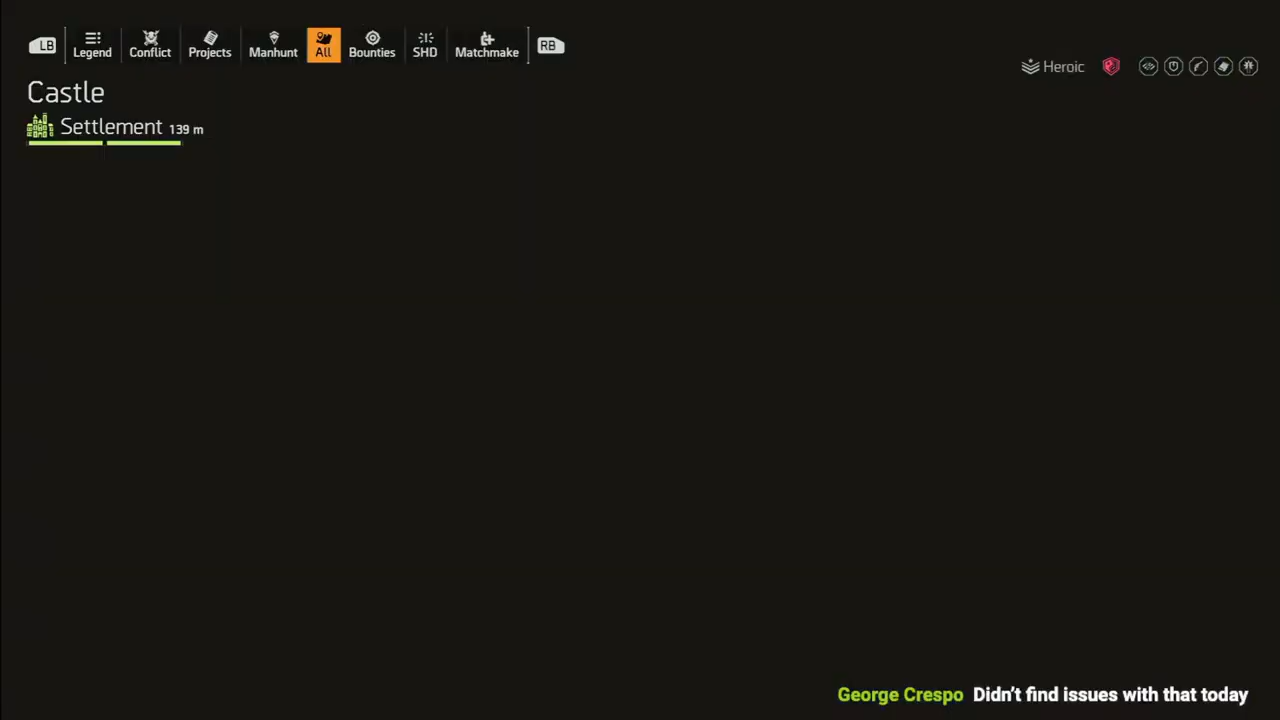 LB Legend Conflict Projects Manhunt All Bounties SHD Matchmake RB
Heroic
Castle
Settlement 139 m
George Crespo Didn't find issues with that today